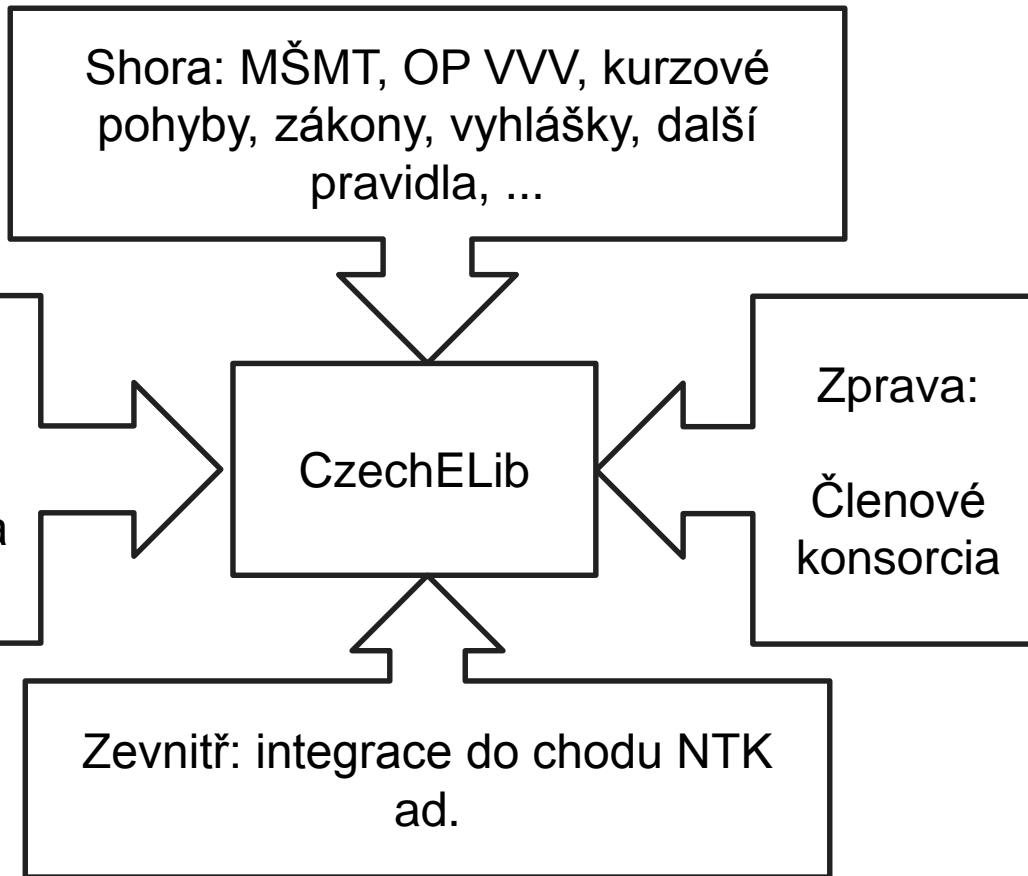 Shora: MŠMT, OP VVV, kurzové
pohyby, zákony, vyhlášky, další
pravidla, ...
CzechELib
Zprava:
Členové
konsorcia
Zevnitř: integrace do chodu NTK
ad.